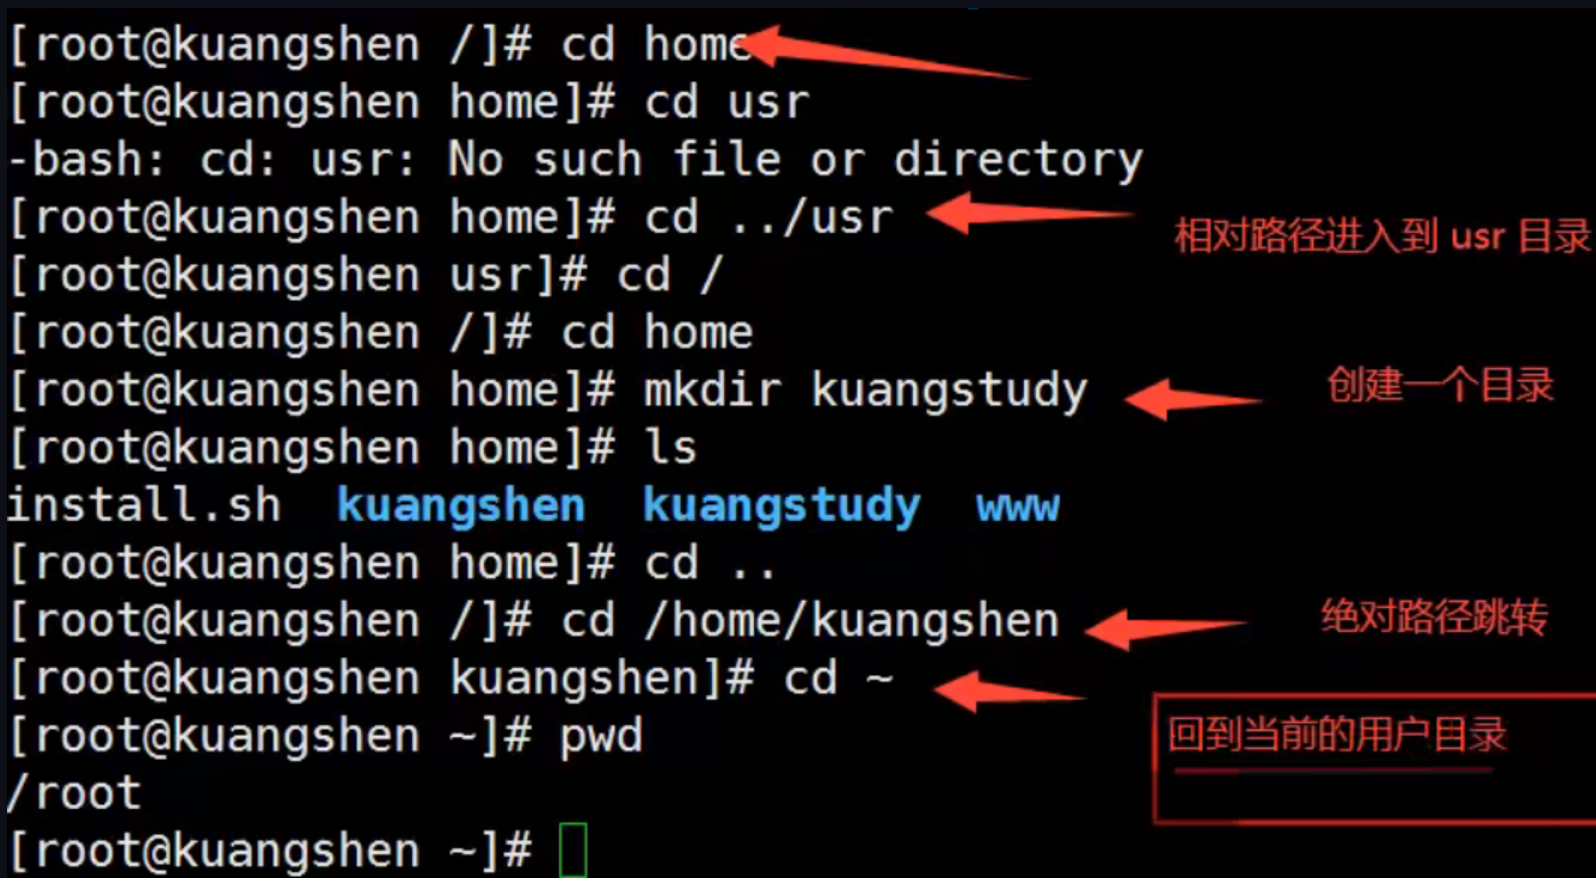 [root@kuangshen /]# cd home
[root@kuangshen home]# cd usr
-bash: cd: usr: No such file or directory
[root@kuangshen home]# cd ../usr
相对路径进入到 usr 目录
[root@kuangshen usr]# cd /
[root@kuangshen /]# cd home
[root@kuangshen home]# mkdir kuangstudy
创建一个目录
[root@kuangshen home]# ls
install.sh kuangshen kuangstudy www
[root@kuangshen home]# cd ..
[root@kuangshen /]# cd /home/kuangshen
绝对路径跳转
[root@kuangshen kuangshen]# cd ~
[root@kuangshen ~]# pwd
回到当前的用户目录
/root
[root@kuangshen ~]#